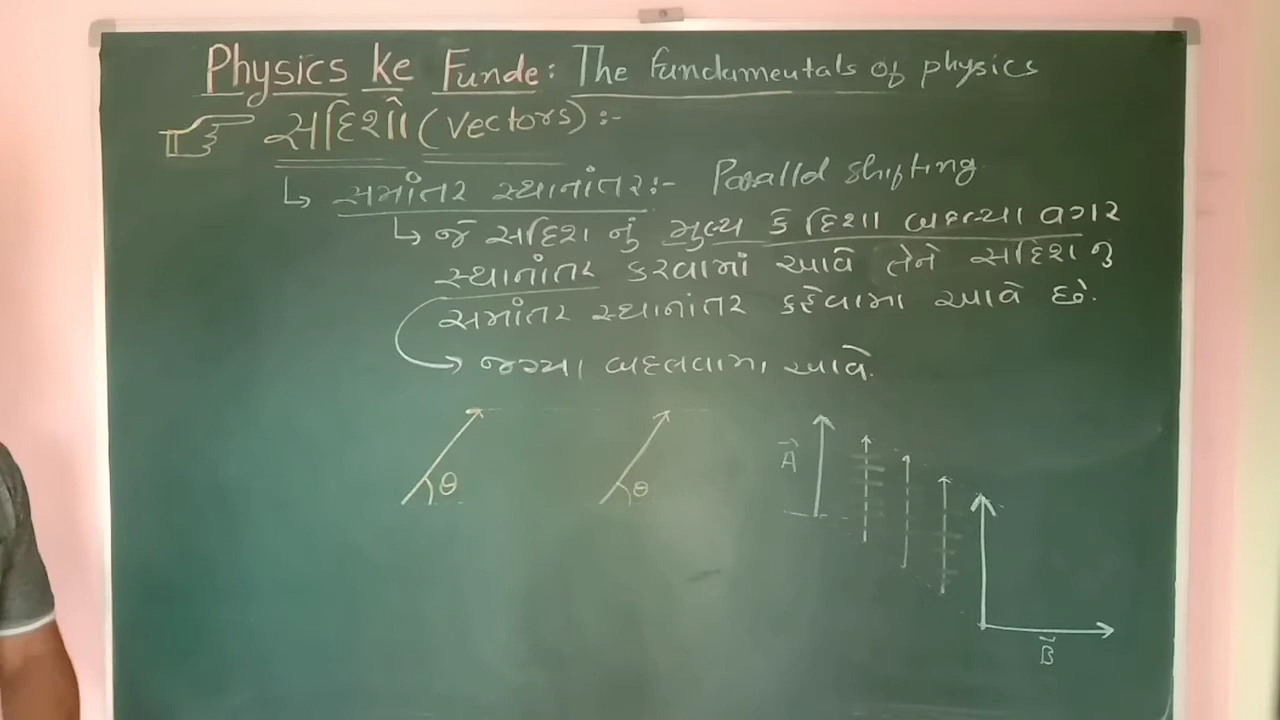 Physics ke Funde: The fundamentals of physics
સદિશો (Vectors) :-
સમાંતર સ્થાનાંતર:- Parallel shifting
જે સદિશ નું મુલ્ય કે દિશા બદલ્યા વગર
સ્થાનાંતર કરવામાં આવે તેને સદિશ નુ
સમાંતર સ્થાનાંતર કહેવામા આવે છે.
જગ્યા બદલવામા આવે.
θ
θ
A⃗
B⃗